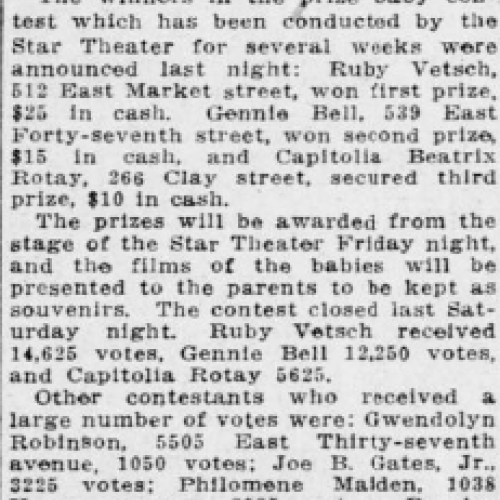 The winners in the prize baby con-
test which has been conducted by the
Star Theater for several weeks were
announced last night: Ruby Vetsch,
512 East Market street, won first prize,
$25 in cash. Gennie Bell, 539 East
Forty-seventh street, won second prize,
$15 in cash, and Capitolia Beatrix
Rotay, 266 Clay street, secured third
prize, $10 in cash.
The prizes will be awarded from the
stage of the Star Theater Friday night,
and the films of the babies will be
presented to the parents to be kept as
souvenirs. The contest closed last Sat-
urday night. Ruby Vetsch received
14,625 votes, Gennie Bell 12,250 votes,
and Capitolia Rotay 5625.
Other contestants who received a
large number of votes were: Gwendolyn
Robinson, 5505 East Thirty-seventh
avenue, 1050 votes; Joe B. Gates, Jr.,
3225 votes; Philomene Malden, 1038